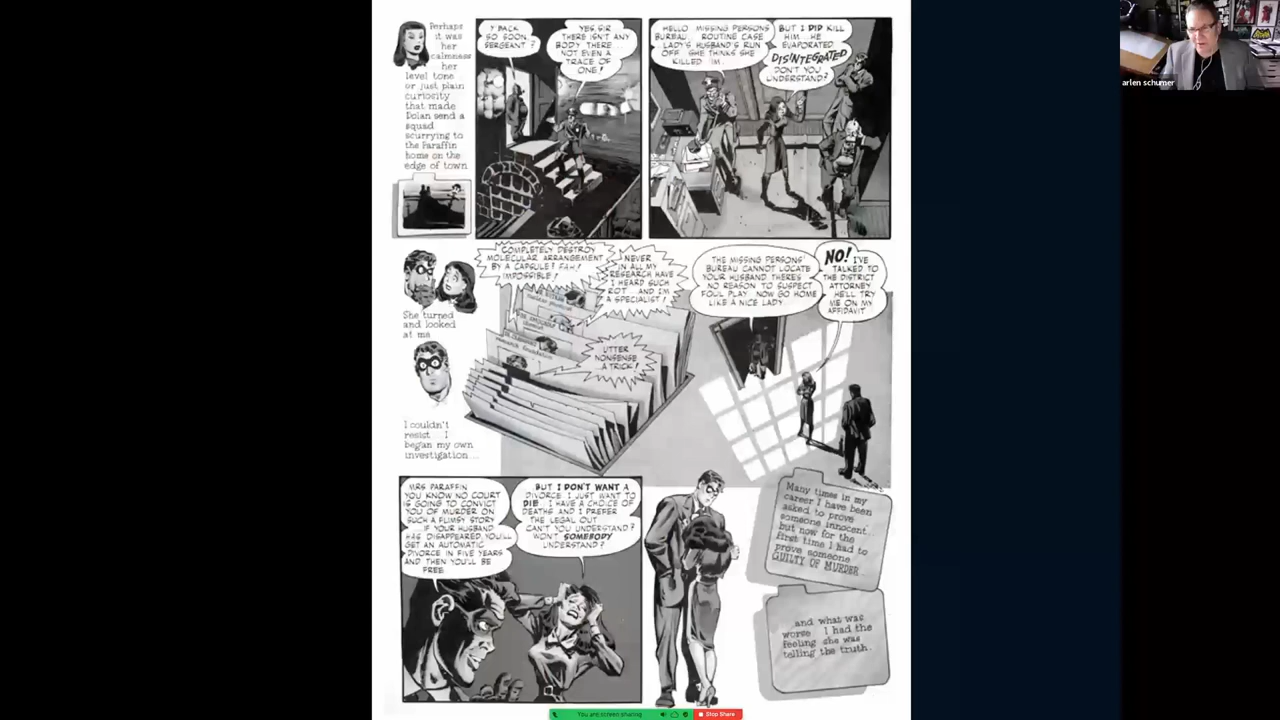 Perhaps
it was
her
calmness
her
level tone
or just plain
curiosity
that made
Dolan send a
squad
scurrying to
the Paraffin
home on the
edge of town
Y'BACK
SO SOON,
SERGEANT?
YES, SIR
THERE ISN'T ANY
BODY THERE...
NOT EVEN A
TRACE OF
ONE!
HELLO MISSING PERSONS
BUREAU... ROUTINE CASE
LADY'S HUSBAND'S RUN
OFF SHE THINKS SHE
KILLED 'IM..
BUT I DID KILL
HIM... HE
EVAPORATED
DISINTEGRATED
DON'T YOU
UNDERSTAND?
She turned
and looked
at me
I couldn't
resist... I
began my own
investigation...
COMPLETELY DESTROY
MOLECULAR ARRANGEMENT
BY A CAPSULE? FAH!
IMPOSSIBLE!
NEVER
IN ALL MY
RESEARCH HAVE
I HEARD SUCH
ROT... AND I'M
A SPECIALIST!
UTTER
NONSENSE
A TRICK!
research foundation
THE MISSING PERSONS'
BUREAU CANNOT LOCATE
YOUR HUSBAND THERE'S
NO REASON TO SUSPECT
FOUL PLAY.. NOW GO HOME
LIKE A NICE LADY..
NO! I'VE
TALKED TO
THE DISTRICT
ATTORNEY
HE'LL TRY
ME ON MY
AFFIDAVIT
MRS PARAFFIN
YOU KNOW NO COURT
IS GOING TO CONVICT
YOU OF MURDER ON
SUCH A FLIMSY STORY
IF YOUR HUSBAND
HAS DISAPPEARED YOU'LL
GET AN AUTOMATIC
DIVORCE IN FIVE YEARS
AND THEN YOU'LL BE
FREE
BUT I DON'T WANT A
DIVORCE I JUST WANT TO
DIE I HAVE A CHOICE OF
DEATHS AND I PREFER
THE LEGAL OUT
CAN'T YOU UNDERSTAND?
WON'T SOMEBODY
UNDERSTAND?
Many times in my
career I have been
asked to prove
someone innocent...
but now for the
first time I had to
prove someone
GUILTY OF MURDER
...and what was
worse I had the
feeling she was
telling the truth
arlen schumer
You are screen sharing
Stop Share